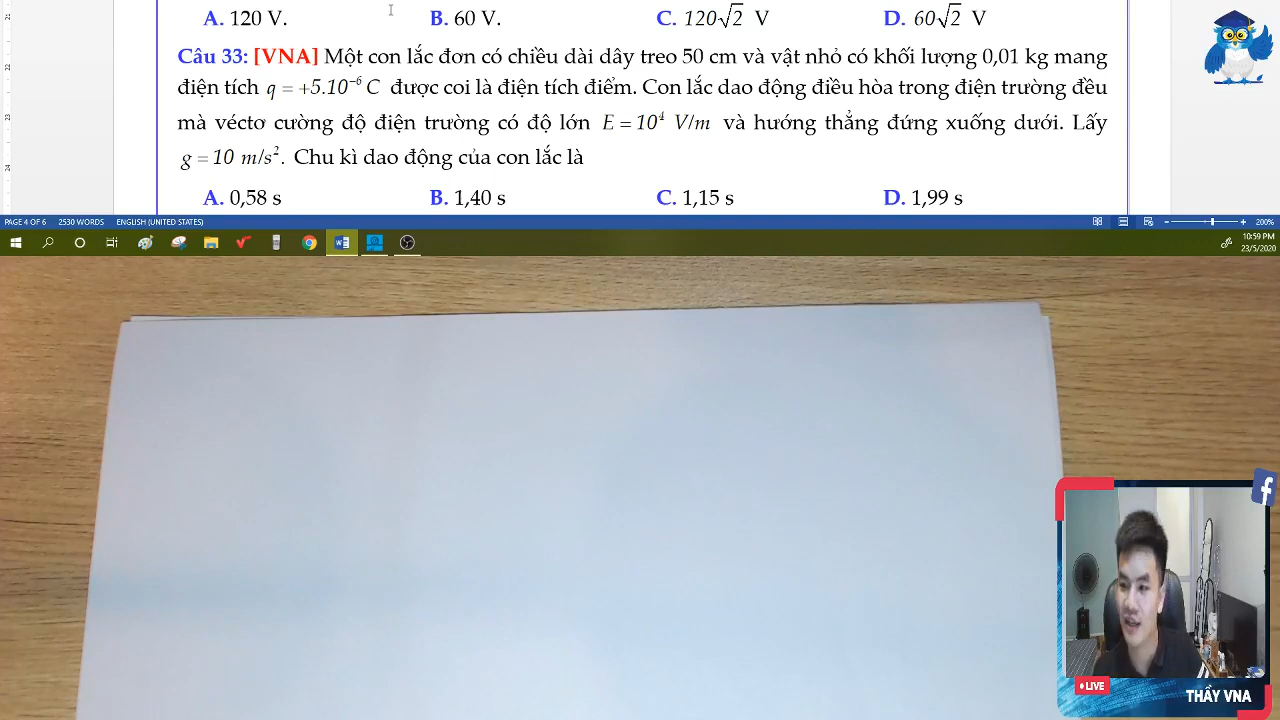 A. 120 V. B. 60 V. C. 120√2 V D. 60√2 V
Câu 33: [VNA] Một con lắc đơn có chiều dài dây treo 50 cm và vật nhỏ có khối lượng 0,01 kg mang
điện tích q = +5.10⁻⁶ C được coi là điện tích điểm. Con lắc dao động điều hòa trong điện trường đều
mà véctơ cường độ điện trường có độ lớn E = 10⁴ V/m và hướng thẳng đứng xuống dưới. Lấy
g = 10 m/s². Chu kì dao động của con lắc là
A. 0,58 s B. 1,40 s C. 1,15 s D. 1,99 s
PAGE 4 OF 6 2530 WORDS ENGLISH (UNITED STATES) 200%
10:59 PM
23/5/2020
LIVE
THẦY VNA